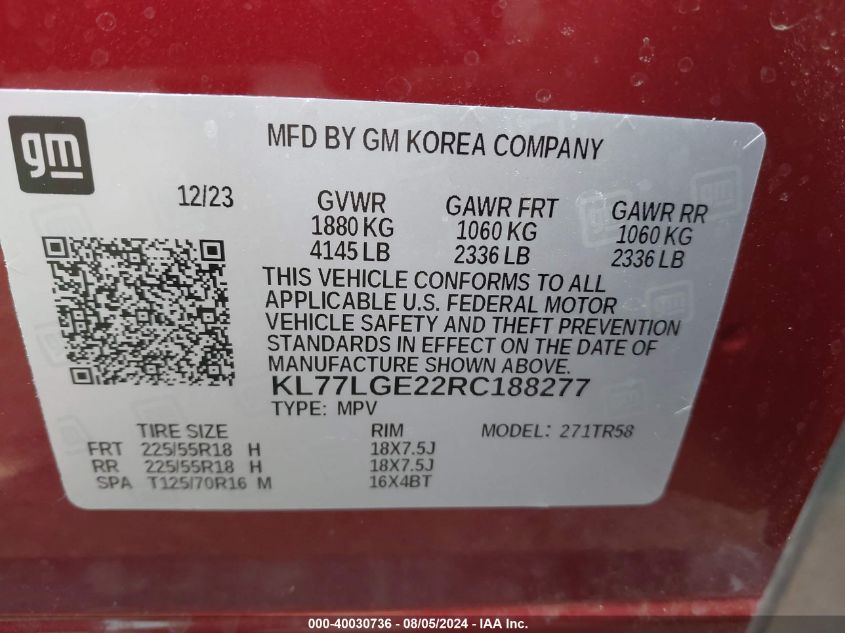 gm
MFD BY GM KOREA COMPANY
12/23
GVWR GAWR FRT GAWR RR
1880 KG 1060 KG 1060 KG
4145 LB 2336 LB 2336 LB
THIS VEHICLE CONFORMS TO ALL
APPLICABLE U.S. FEDERAL MOTOR
VEHICLE SAFETY AND THEFT PREVENTION
STANDARDS IN EFFECT ON THE DATE OF
MANUFACTURE SHOWN ABOVE.
KL77LGE22RC188277
TYPE: MPV
TIRE SIZE RIM MODEL: 271TR58
FRT 225/55R18 H 18X7.5J
RR 225/55R18 H 18X7.5J
SPA T125/70R16 M 16X4BT
000-40030736 - 08/05/2024 - IAA Inc.